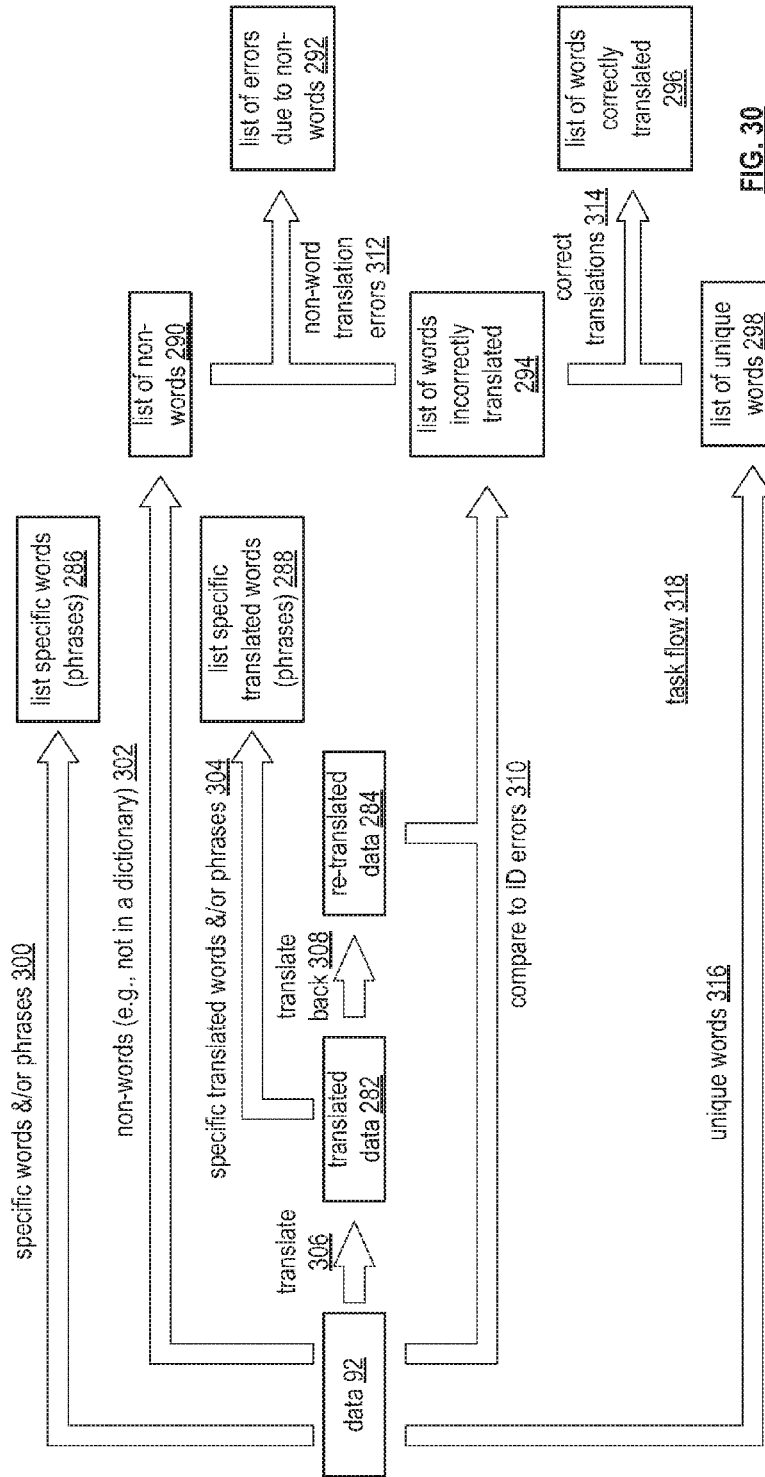 specific words &/or phrases 300
list specific words
(phrases) 286
non-words (e.g., not in a dictionary) 302
list of non-
words 290
list of errors
due to non-
words 292
specific translated words &/or phrases 304
list specific
translated words
(phrases) 288
non-word
translation
errors 312
data 92
translate
306
translated
data 282
translate
back 308
re-translated
data 284
list of words
incorrectly
translated
294
compare to ID errors 310
correct
translations 314
list of words
correctly
translated
296
task flow 318
unique words 316
list of unique
words 298
FIG. 30